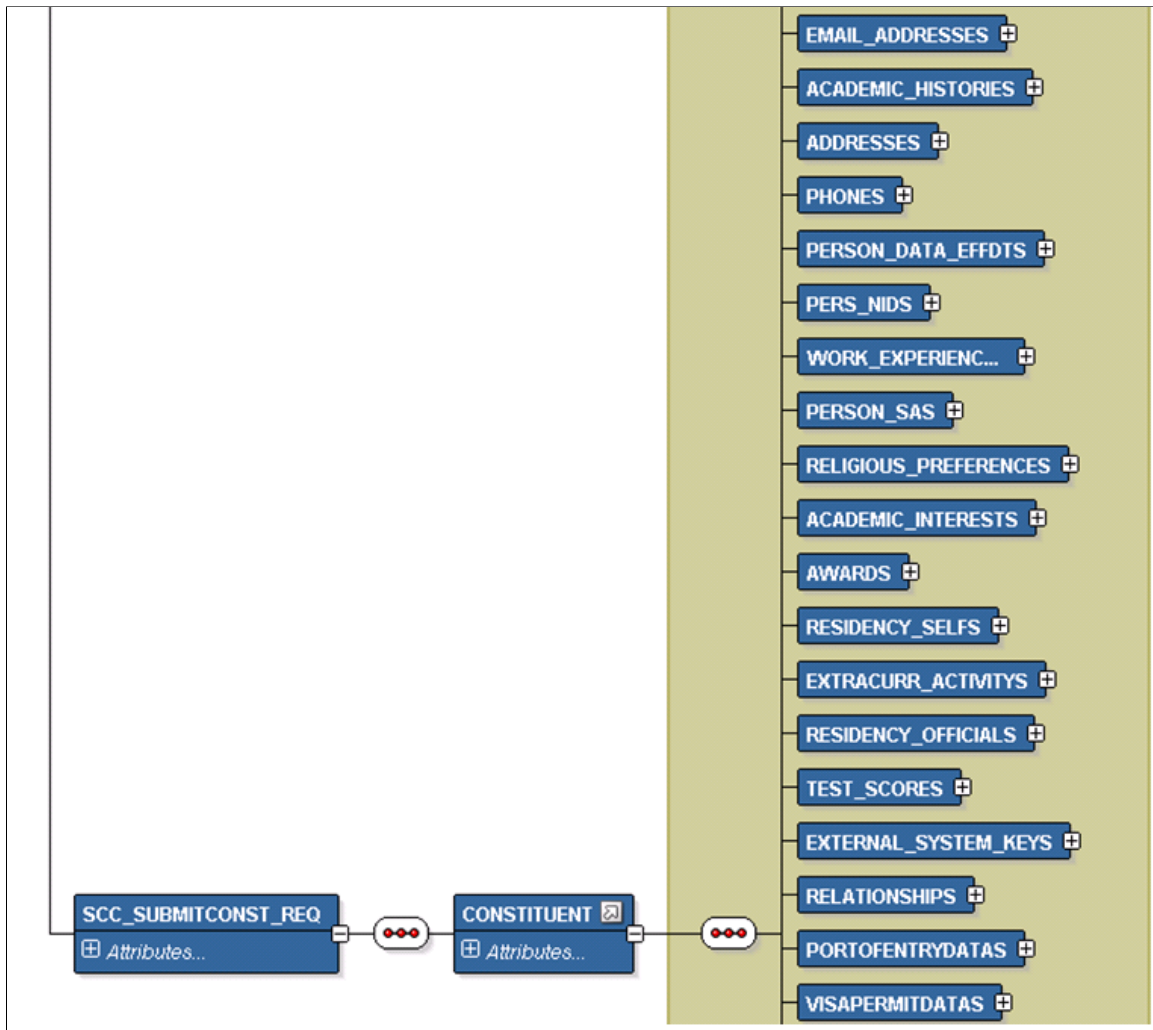 EMAIL_ADDRESSES
ACADEMIC_HISTORIES
ADDRESSES
PHONES
PERSON_DATA_EFFDTS
PERS_NIDS
WORK_EXPERIENC...
PERSON_SAS
RELIGIOUS_PREFERENCES
ACADEMIC_INTERESTS
AWARDS
RESIDENCY_SELFS
EXTRACURR_ACTIVITYS
RESIDENCY_OFFICIALS
TEST_SCORES
EXTERNAL_SYSTEM_KEYS
RELATIONSHIPS
SCC_SUBMITCONST_REQ
Attributes...
CONSTITUENT
Attributes...
PORTOFENTRYDATAS
VISAPERMITDATAS